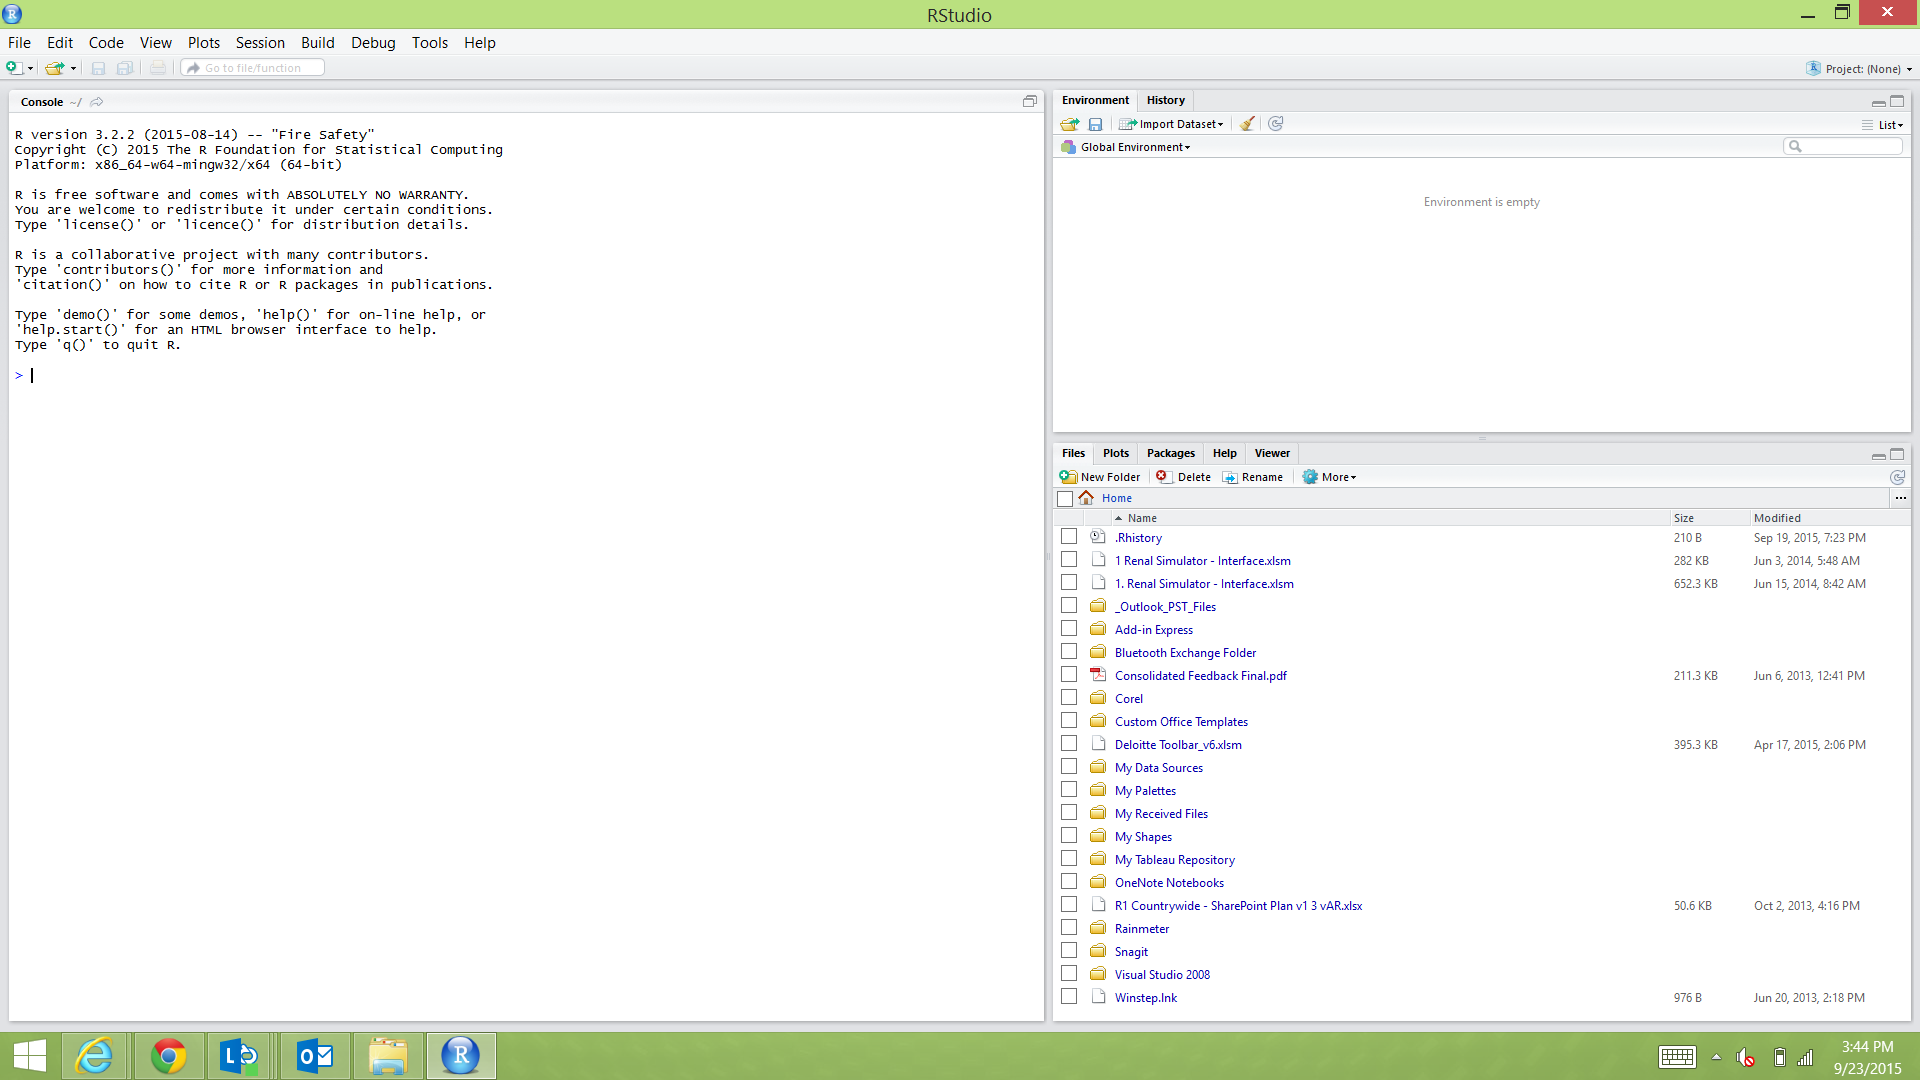 RStudio
File Edit Code View Plots Session Build Debug Tools Help
Go to file/function
Project: (None)
Console ~/
R version 3.2.2 (2015-08-14) -- "Fire Safety"
Copyright (C) 2015 The R Foundation for Statistical Computing
Platform: x86_64-w64-mingw32/x64 (64-bit)
R is free software and comes with ABSOLUTELY NO WARRANTY.
You are welcome to redistribute it under certain conditions.
Type 'license()' or 'licence()' for distribution details.
R is a collaborative project with many contributors.
Type 'contributors()' for more information and
'citation()' on how to cite R or R packages in publications.
Type 'demo()' for some demos, 'help()' for on-line help, or
'help.start()' for an HTML browser interface to help.
Type 'q()' to quit R.
>
Environment History
Import Dataset List
Global Environment
Environment is empty
Files Plots Packages Help Viewer
New Folder Delete Rename More
Home ...
Name Size Modified
.Rhistory 210 B Sep 19, 2015, 7:23 PM
1 Renal Simulator - Interface.xlsm 282 KB Jun 3, 2014, 5:48 AM
1. Renal Simulator - Interface.xlsm 652.3 KB Jun 15, 2014, 8:42 AM
_Outlook_PST_Files
Add-in Express
Bluetooth Exchange Folder
Consolidated Feedback Final.pdf 211.3 KB Jun 6, 2013, 12:41 PM
Corel
Custom Office Templates
Deloitte Toolbar_v6.xlsm 395.3 KB Apr 17, 2015, 2:06 PM
My Data Sources
My Palettes
My Received Files
My Shapes
My Tableau Repository
OneNote Notebooks
R1 Countrywide - SharePoint Plan v1 3 vAR.xlsx 50.6 KB Oct 2, 2013, 4:16 PM
Rainmeter
Snagit
Visual Studio 2008
Winstep.lnk 976 B Jun 20, 2013, 2:18 PM
3:44 PM
9/23/2015